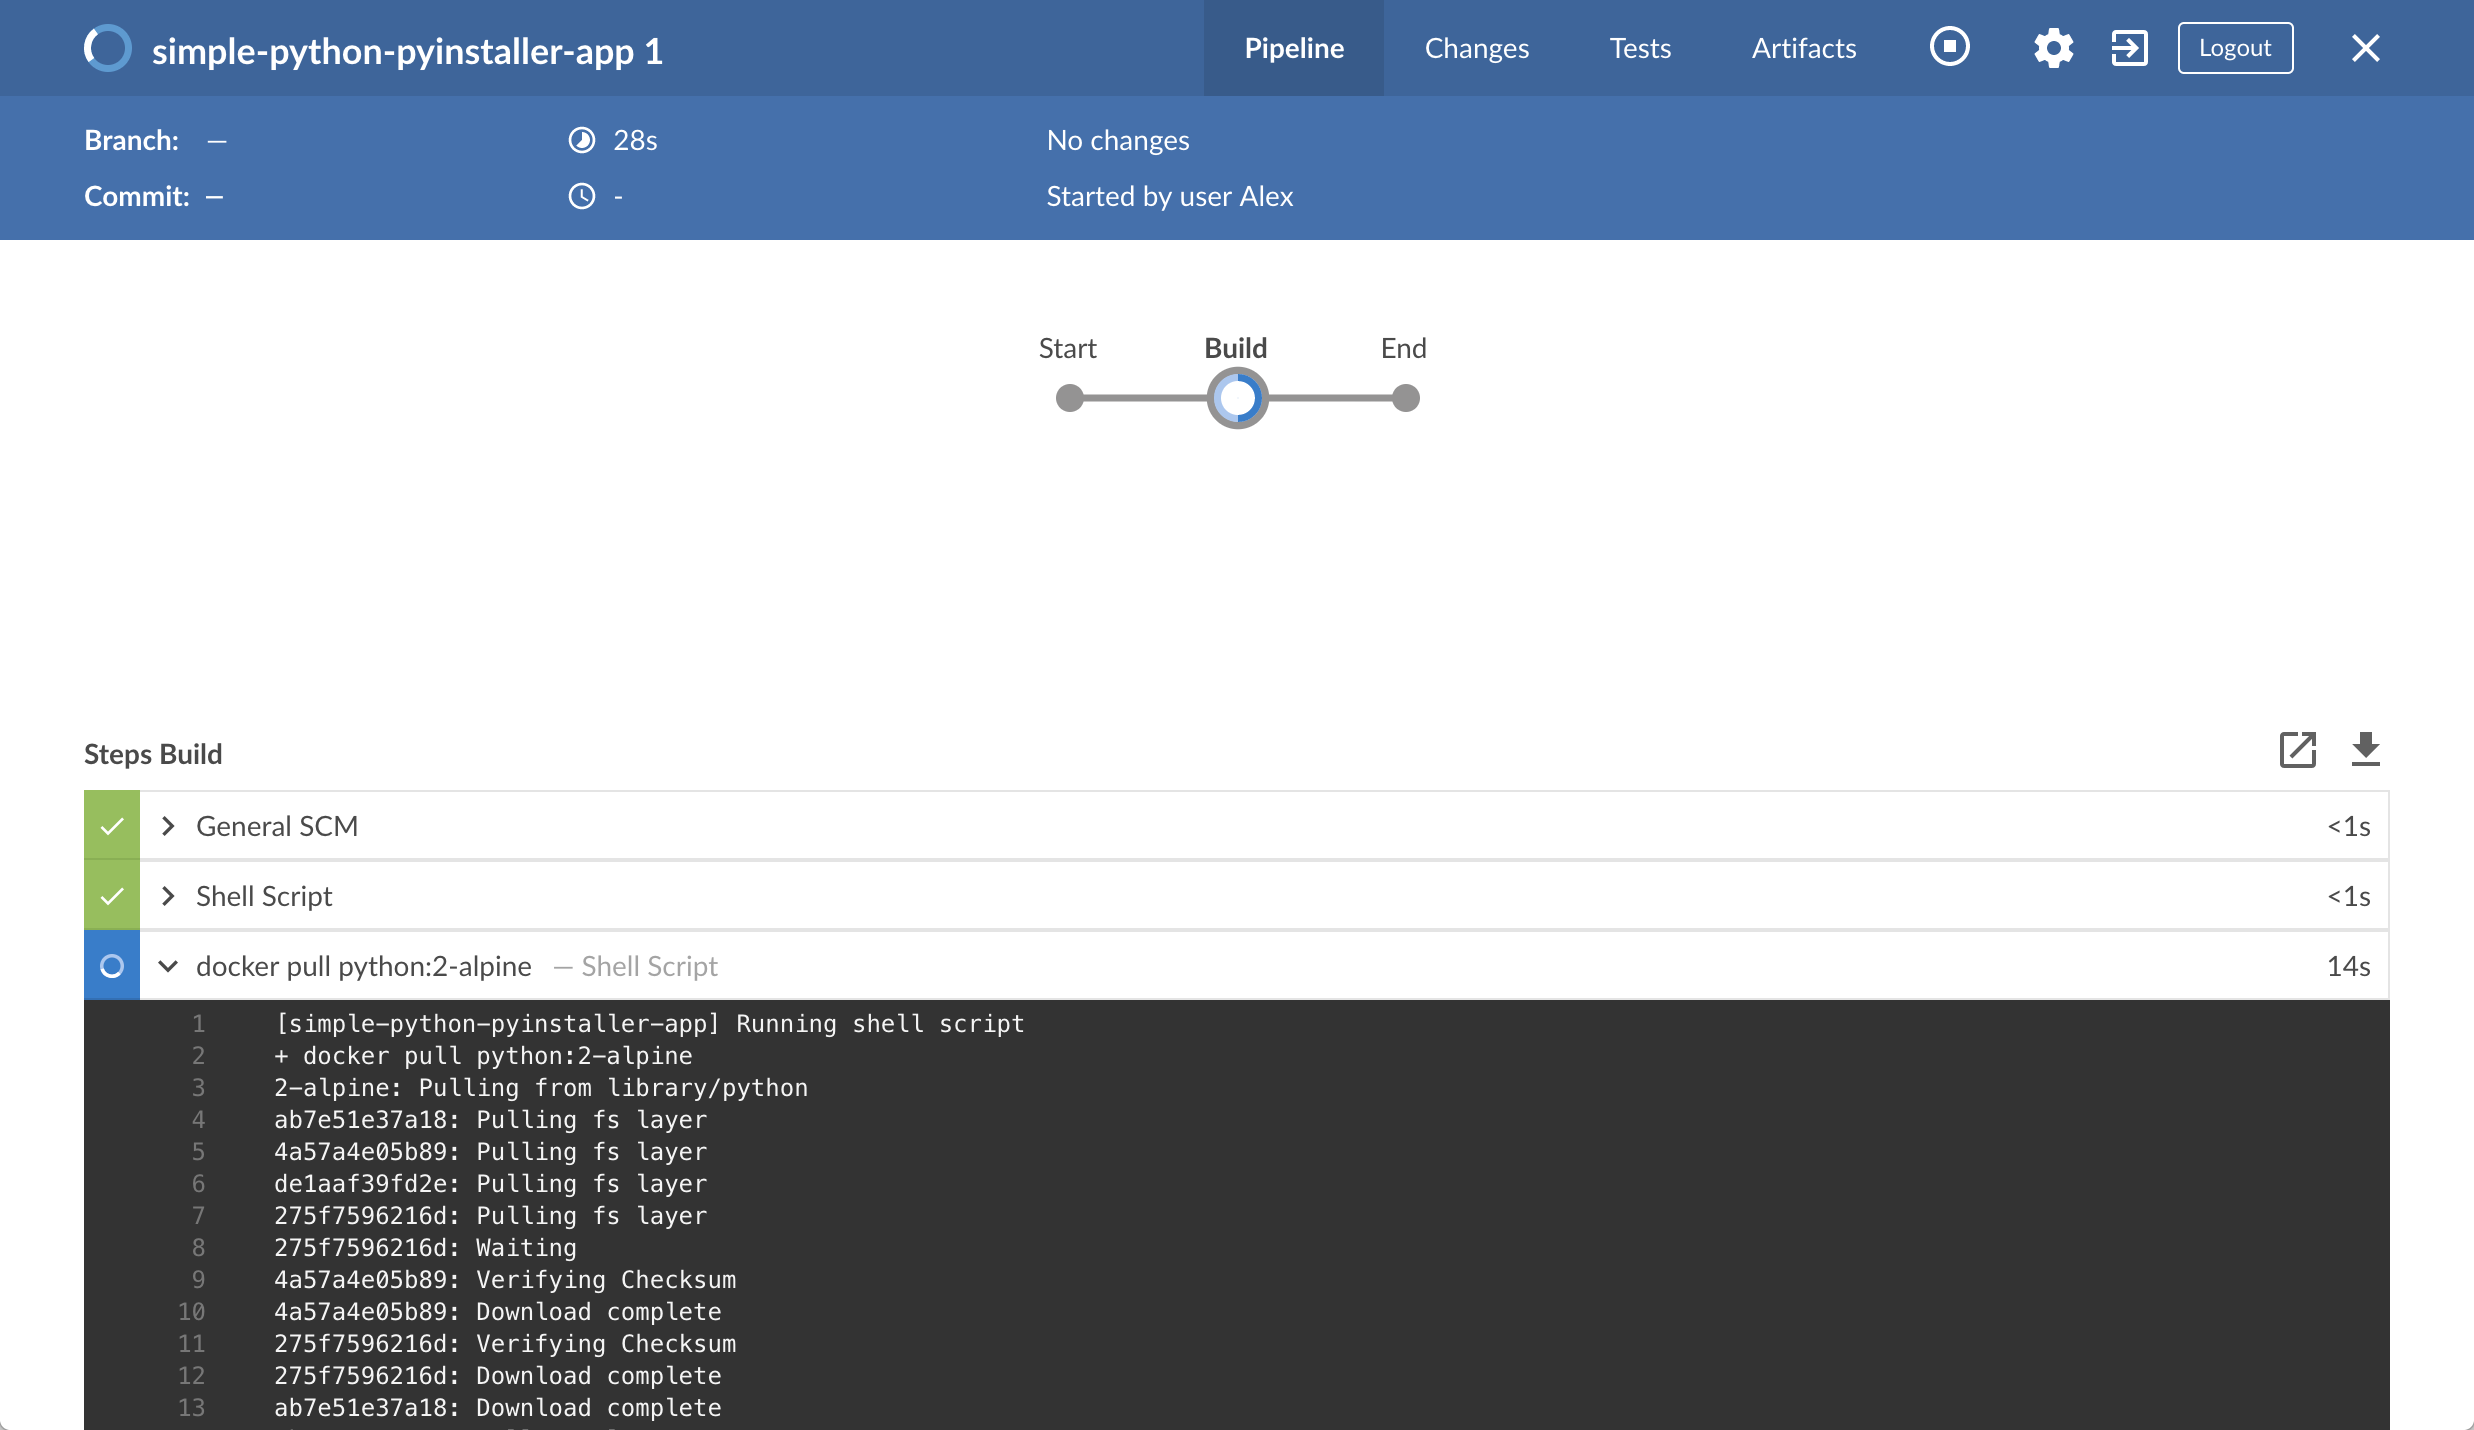 simple-python-pyinstaller-app 1
Pipeline
Changes
Tests
Artifacts
Logout
Branch: —
28s
No changes
Commit: —
-
Started by user Alex
Start
Build
End
Steps Build
General SCM
<1s
Shell Script
<1s
docker pull python:2-alpine — Shell Script
14s
1 [simple-python-pyinstaller-app] Running shell script
2 + docker pull python:2-alpine
3 2-alpine: Pulling from library/python
4 ab7e51e37a18: Pulling fs layer
5 4a57a4e05b89: Pulling fs layer
6 de1aaf39fd2e: Pulling fs layer
7 275f7596216d: Pulling fs layer
8 275f7596216d: Waiting
9 4a57a4e05b89: Verifying Checksum
10 4a57a4e05b89: Download complete
11 275f7596216d: Verifying Checksum
12 275f7596216d: Download complete
13 ab7e51e37a18: Download complete